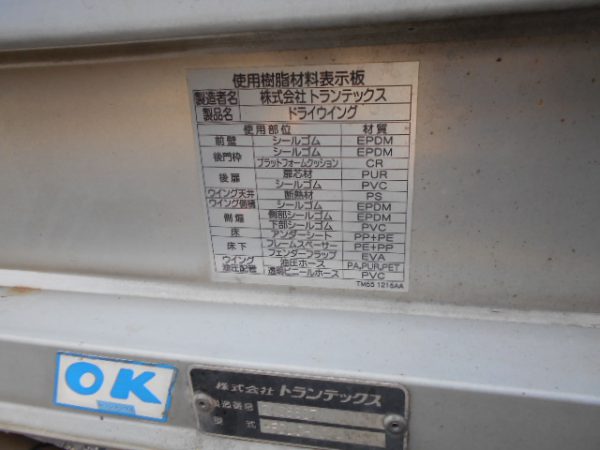 使用樹脂材料表示板
製造者名 株式会社トランテックス
製品名 ドライウイング
使用部位 材質
前壁 シールゴム EPDM
後門枠 シールゴム EPDM
プラットフォームクッション CR
後扉 扉芯材 PUR
シールゴム PVC
ウイング天井 断熱材 PS
ウイング側積 シールゴム EPDM
側煽 側部シールゴム EPDM
下部シールゴム PVC
床 アンダーシート PP+PE
床下 フレームスペーサー PE+PP
フェンダーフラップ EVA
ウイング油圧配管 油圧ホース PA,PUR,PET
透明ビニールホース PVC
TM55 1216AA
OK
株式会社トランテックス
製造番号
型式